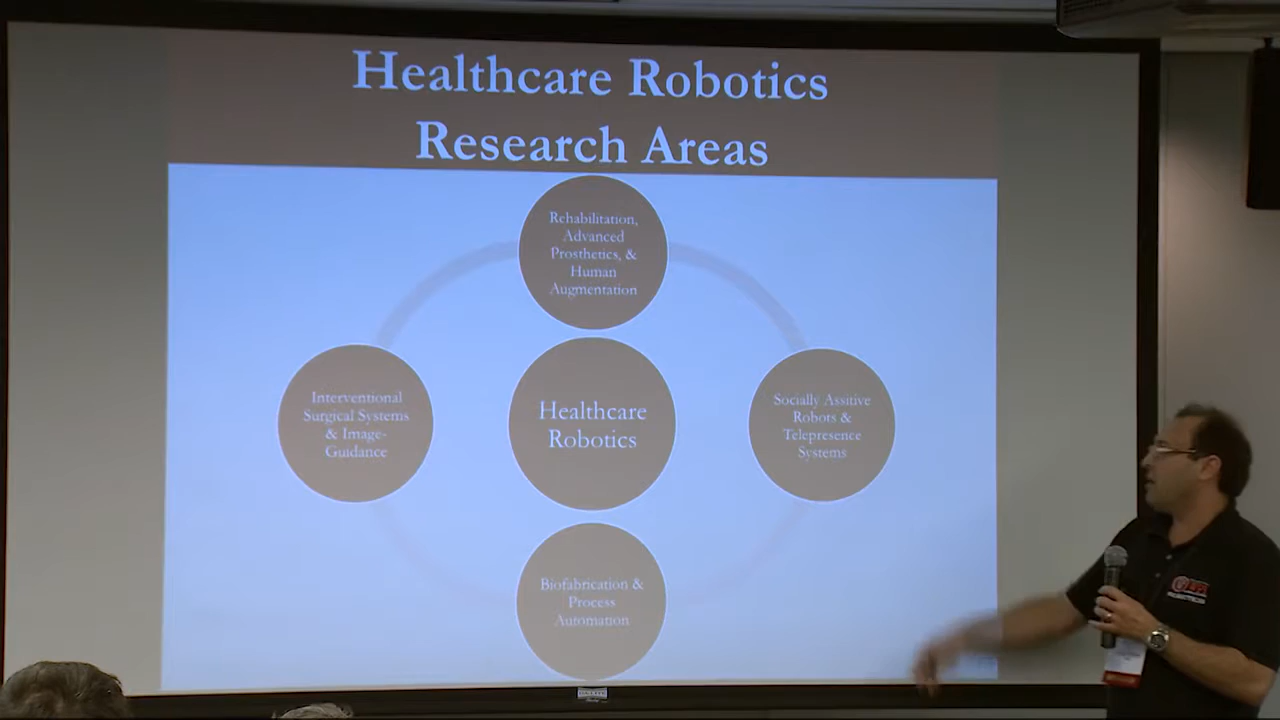 Healthcare Robotics
Research Areas
Rehabilitation,
Advanced
Prosthetics, &
Human
Augmentation
Interventional
Surgical Systems
& Image-
Guidance
Healthcare
Robotics
Socially Assitive
Robots &
Telepresence
Systems
Biofabrication &
Process
Automation